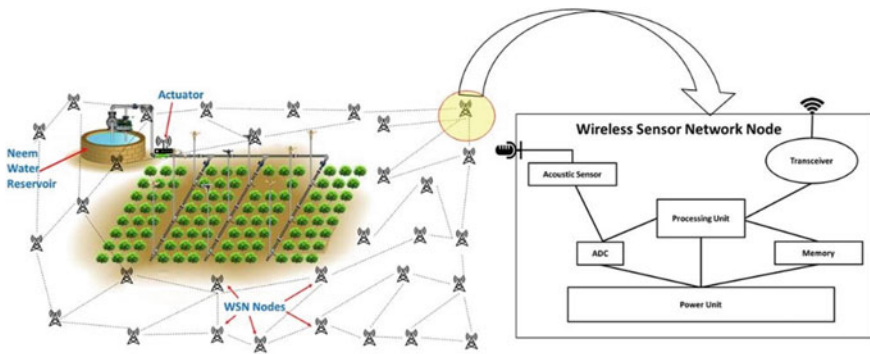 Actuator
Neem
Water
Reservoir
WSN Nodes
Wireless Sensor Network Node
Acoustic Sensor
Transceiver
Processing Unit
ADC
Memory
Power Unit